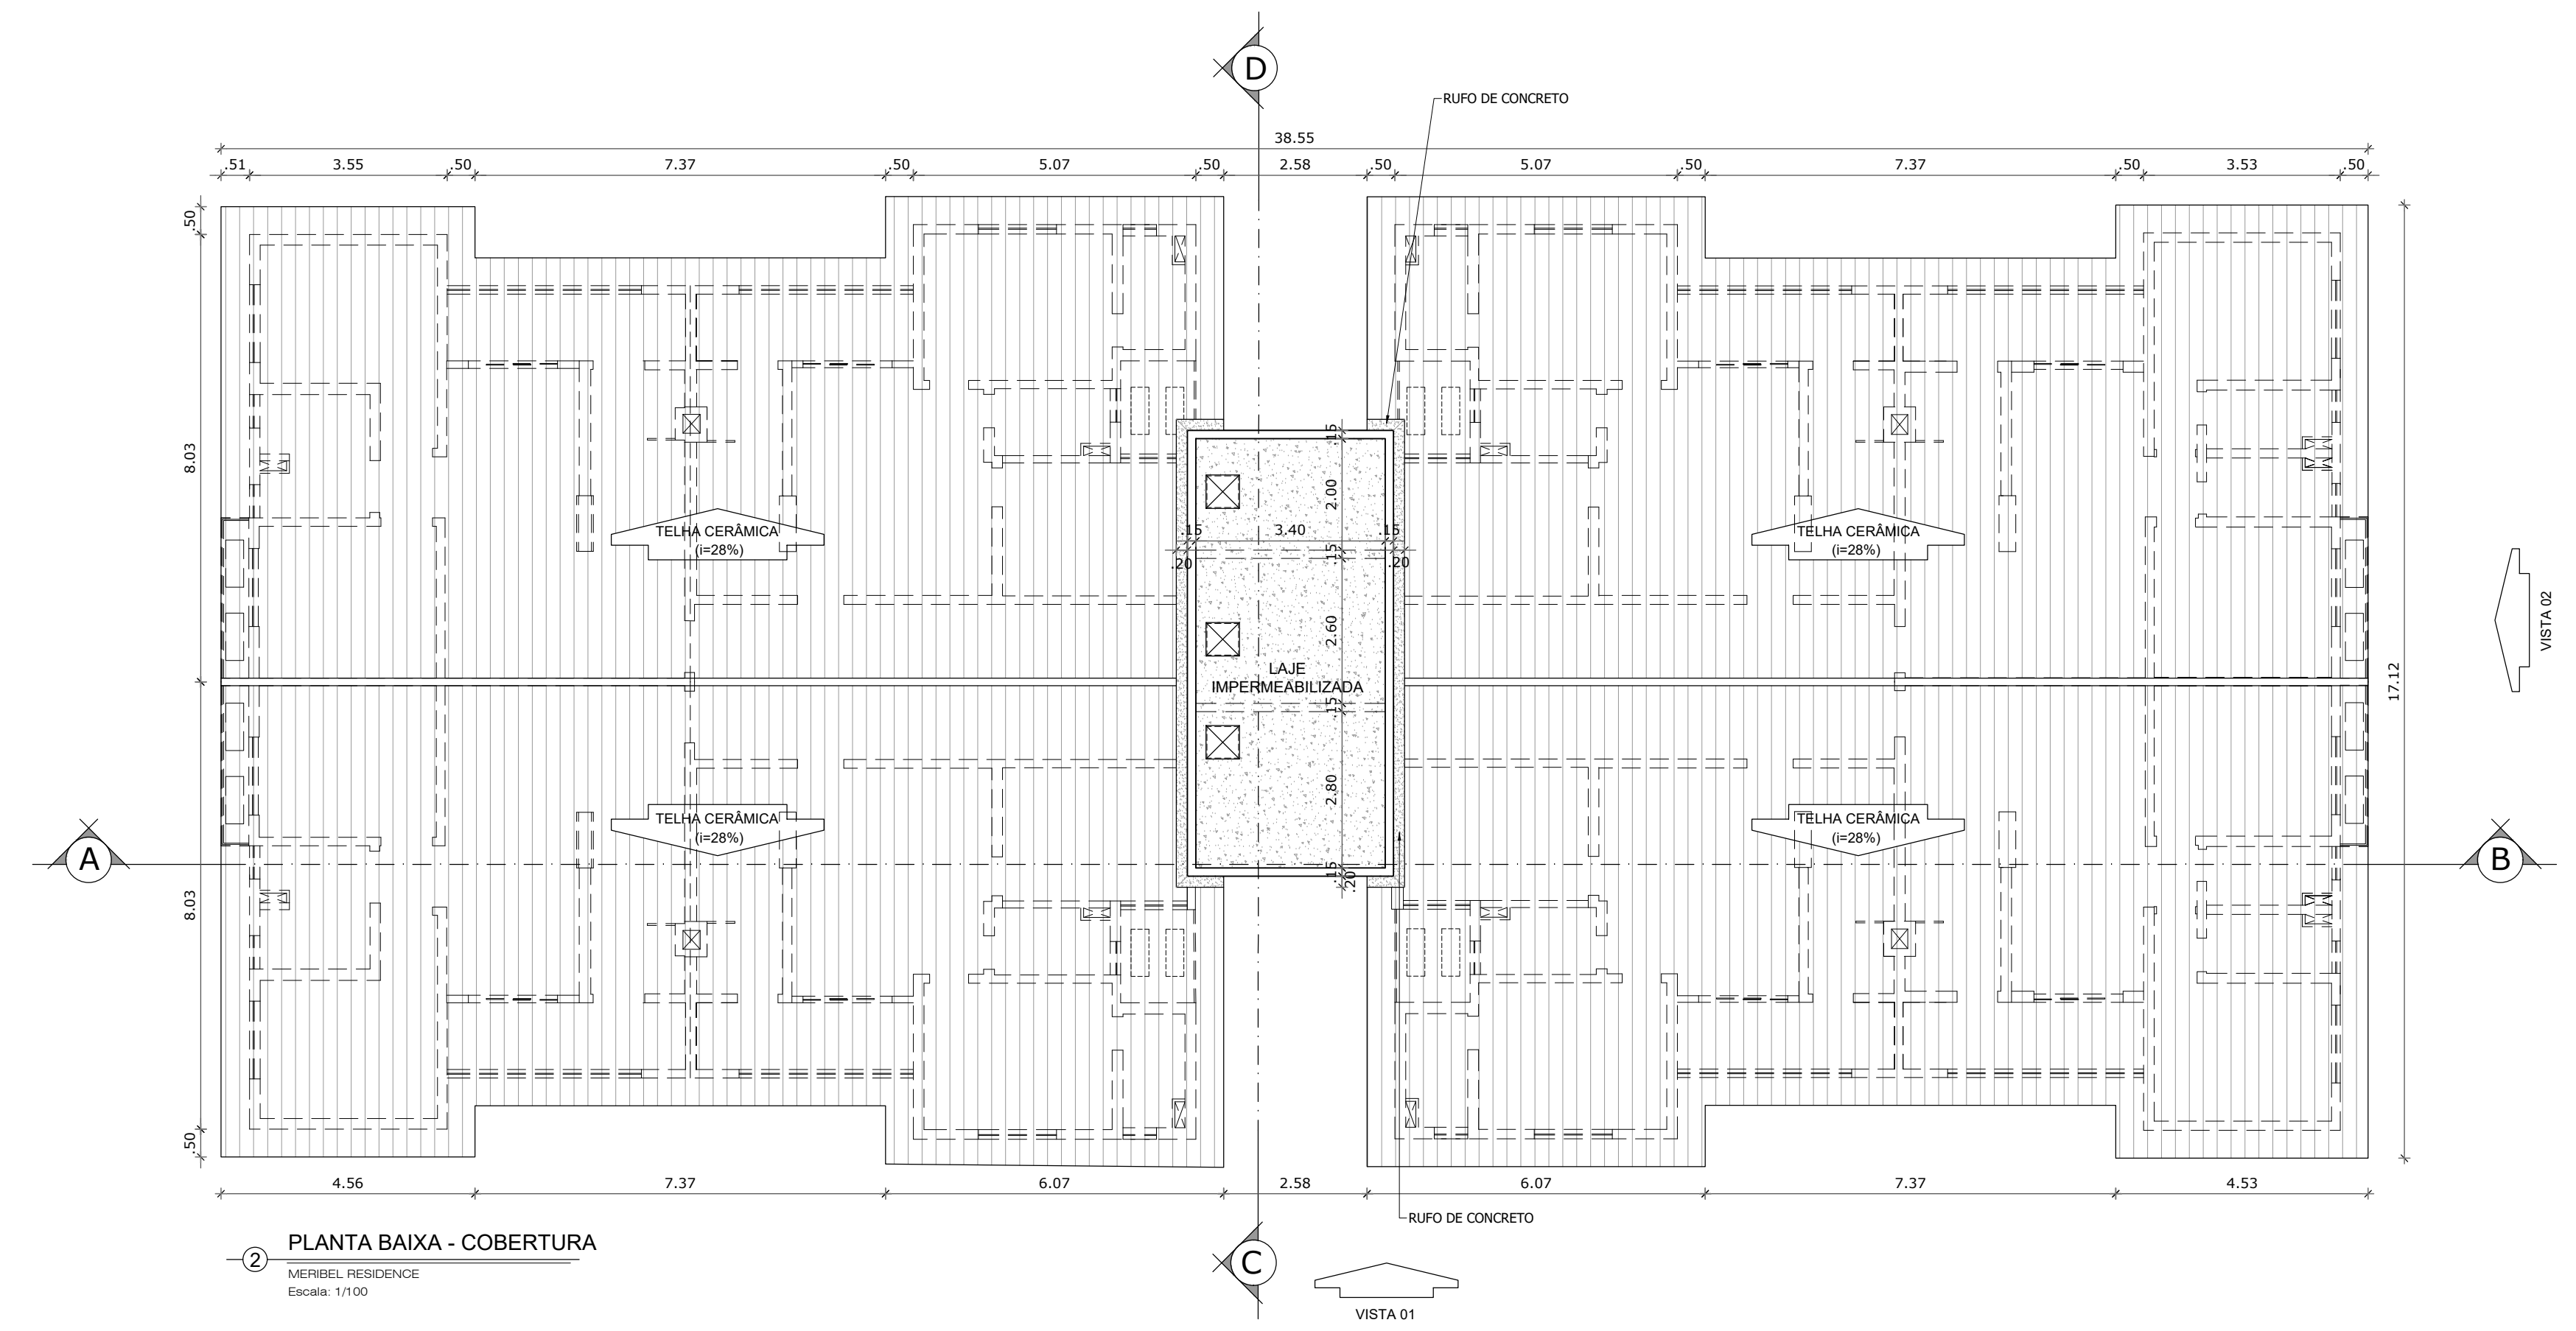 D
RUFO DE CONCRETO
38.55
.51 3.55 .50 7.37 .50 5.07 .50 2.58 .50 5.07 .50 7.37 .50 3.53 .50
.50
8.03
8.03
.50
TELHA CERÂMICA
(i=28%)
TELHA CERÂMICA
(i=28%)
.15
2.00
.15 3.40 .15
.20 .15 .20
2.60
LAJE
IMPERMEABILIZADA
.15
2.80
.15
.20
TELHA CERÂMICA
(i=28%)
TELHA CERÂMICA
(i=28%)
VISTA 02
17.12
A
B
4.56 7.37 6.07 2.58 6.07 7.37 4.53
RUFO DE CONCRETO
2
PLANTA BAIXA - COBERTURA
MERIBEL RESIDENCE
Escala: 1/100
C
VISTA 01